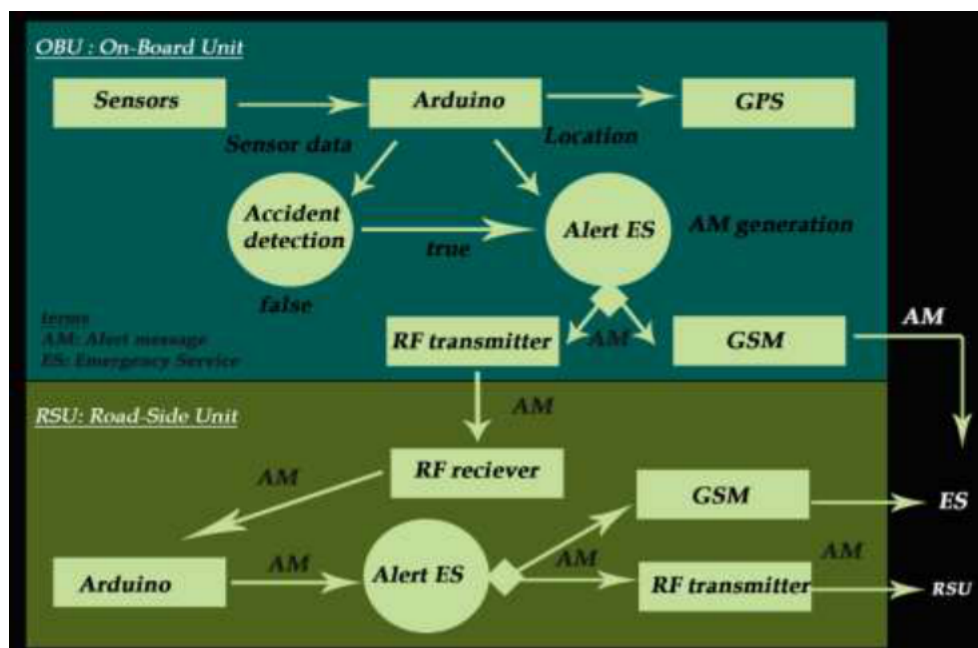 OBU : On-Board Unit
Sensors
Arduino
GPS
Sensor data
Location
Accident
detection
true
Alert ES
AM generation
false
terms
AM: Alert message
ES: Emergency Service
RF transmitter
AM
GSM
AM
AM
RSU: Road-Side Unit
RF reciever
AM
GSM
ES
Arduino
AM
Alert ES
AM
RF transmitter
AM
RSU